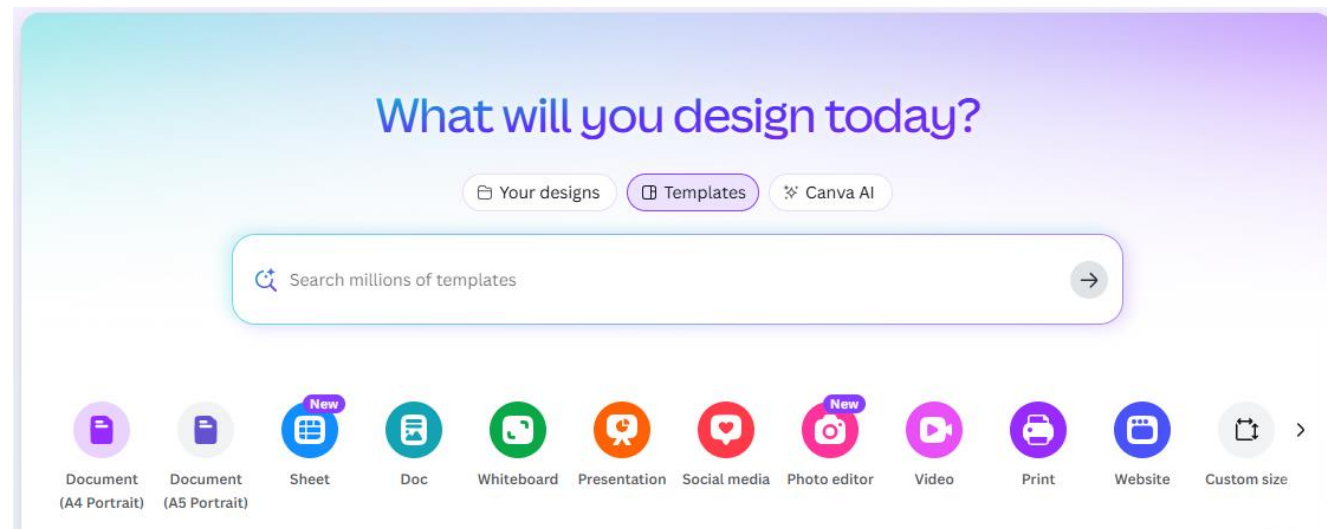 What will you design today?
Your designs
Templates
Canva AI
Search millions of templates
New
New
Document
(A4 Portrait)
Document
(A5 Portrait)
Sheet
Doc
Whiteboard
Presentation
Social media
Photo editor
Video
Print
Website
Custom size